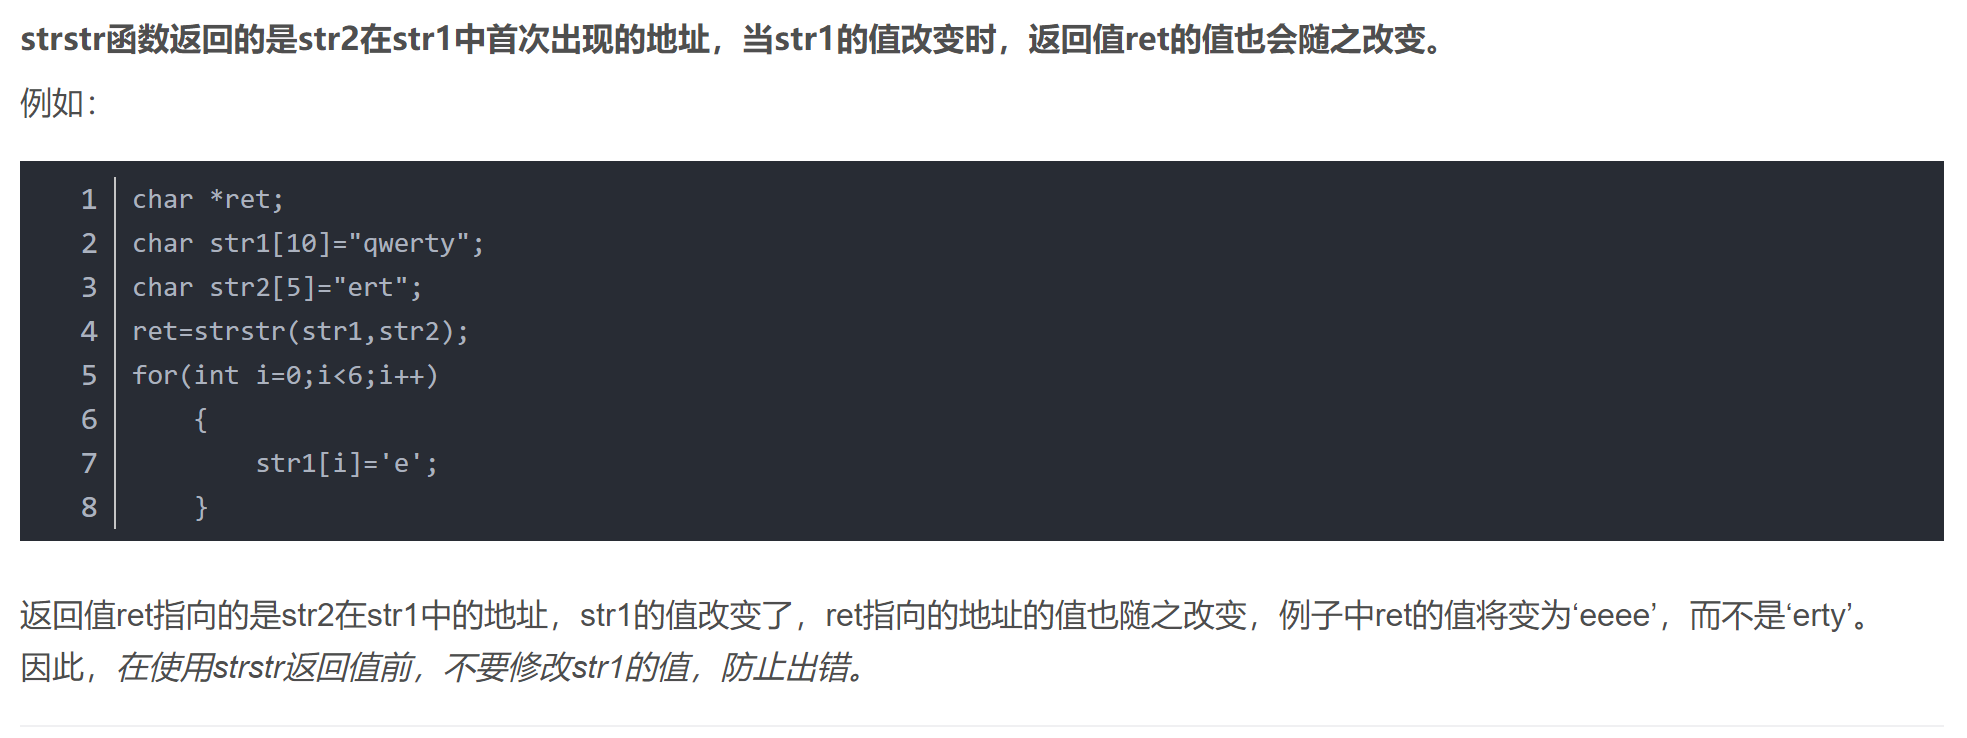 strstr函数返回的是str2在str1中首次出现的地址，当str1的值改变时，返回值ret的值也会随之改变。
例如：
1 char *ret;
2 char str1[10]="qwerty";
3 char str2[5]="ert";
4 ret=strstr(str1,str2);
5 for(int i=0;i<6;i++)
6     {
7         str1[i]='e';
8     }
返回值ret指向的是str2在str1中的地址，str1的值改变了，ret指向的地址的值也随之改变，例子中ret的值将变为‘eeee’，而不是‘erty’。
因此，在使用strstr返回值前，不要修改str1的值，防止出错。